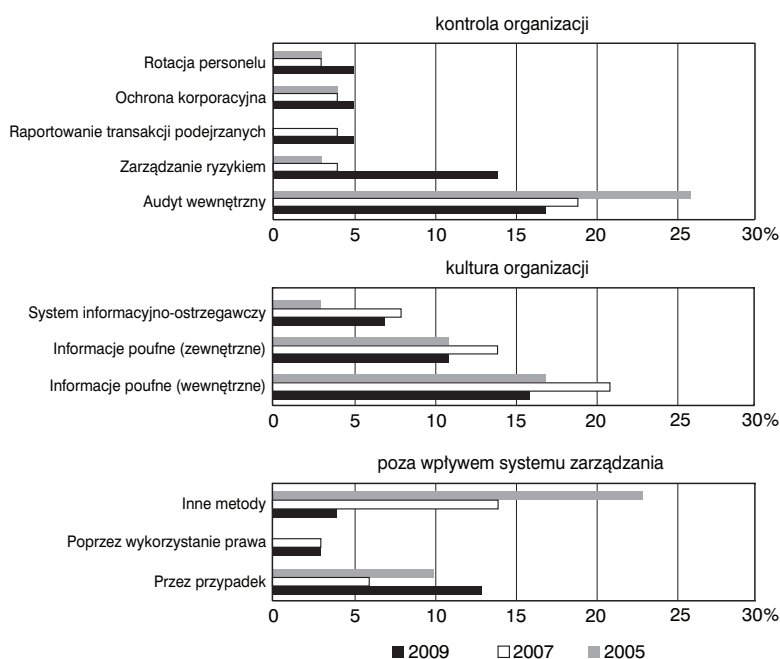 kontrola organizacji
Rotacja personelu
Ochrona korporacyjna
Raportowanie transakcji podejrzanych
Zarządzanie ryzykiem
Audyt wewnętrzny
0 5 10 15 20 25 30%
kultura organizacji
System informacyjno-ostrzegawczy
Informacje poufne (zewnętrzne)
Informacje poufne (wewnętrzne)
0 5 10 15 20 25 30%
poza wpływem systemu zarządzania
Inne metody
Poprzez wykorzystanie prawa
Przez przypadek
0 5 10 15 20 25 30%
2009 2007 2005